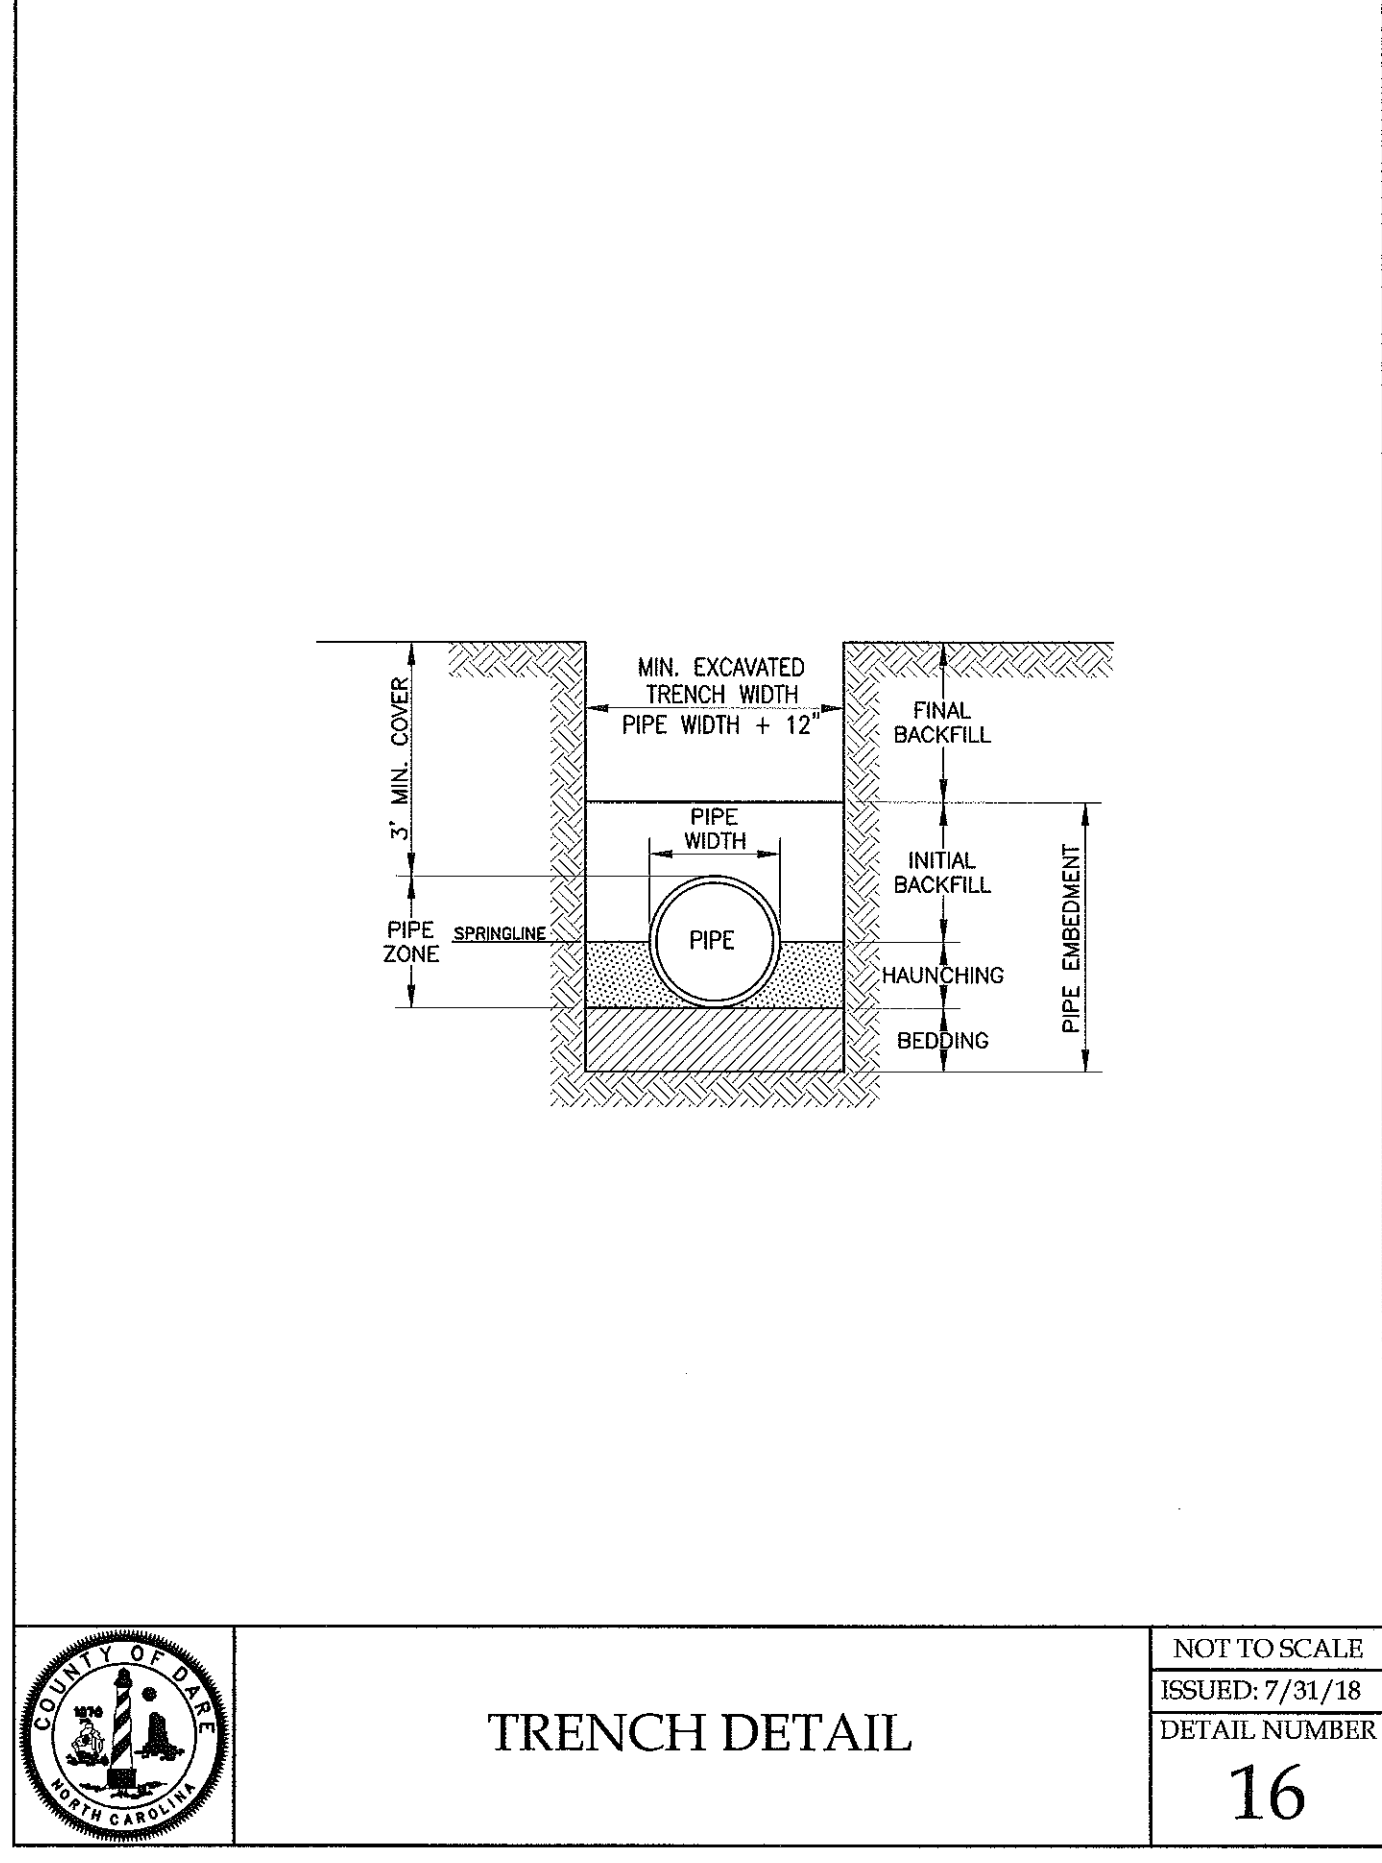 MIN. EXCAVATED
TRENCH WIDTH
PIPE WIDTH + 12"
3' MIN. COVER
FINAL
BACKFILL
PIPE
WIDTH
INITIAL
BACKFILL
PIPE EMBEDMENT
PIPE
ZONE
SPRINGLINE
PIPE
HAUNCHING
BEDDING
COUNTY OF DARE
1870
NORTH CAROLINA
TRENCH DETAIL
NOT TO SCALE
ISSUED: 7/31/18
DETAIL NUMBER
16